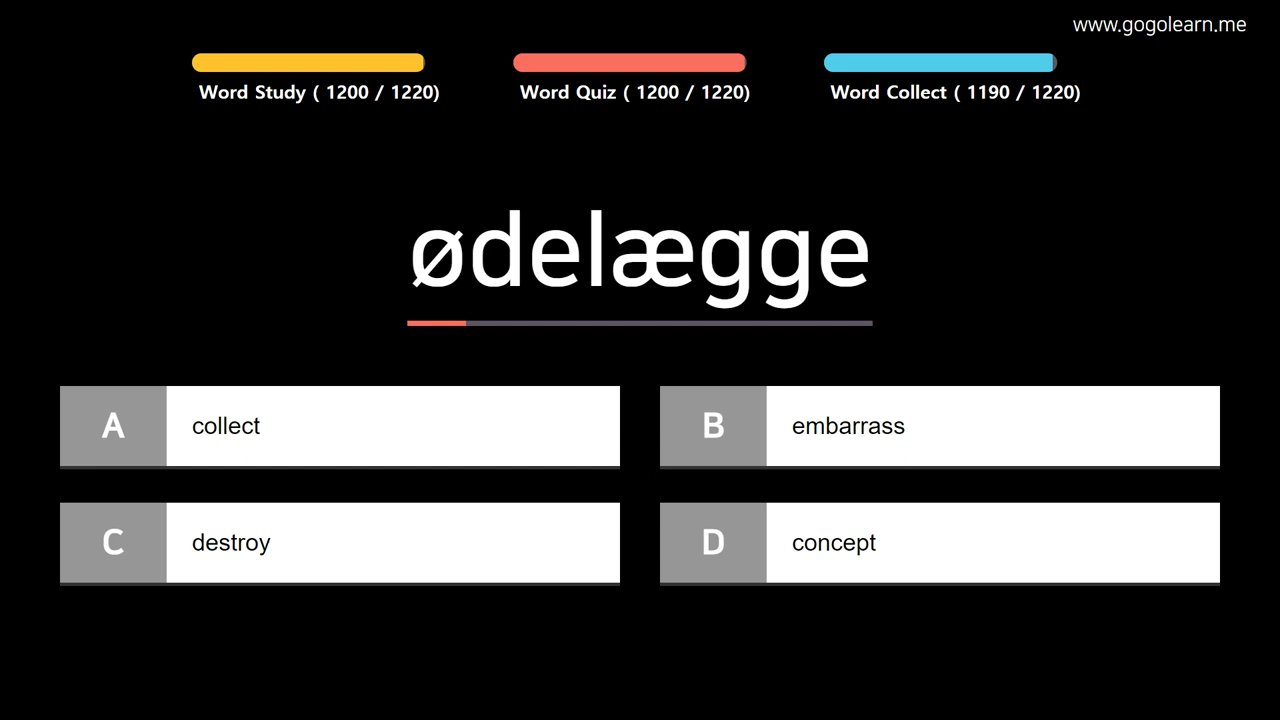 www.gogolearn.me
Word Study ( 1200 / 1220)
Word Quiz ( 1200 / 1220)
Word Collect ( 1190 / 1220)
ødelægge
A collect
B embarrass
C destroy
D concept